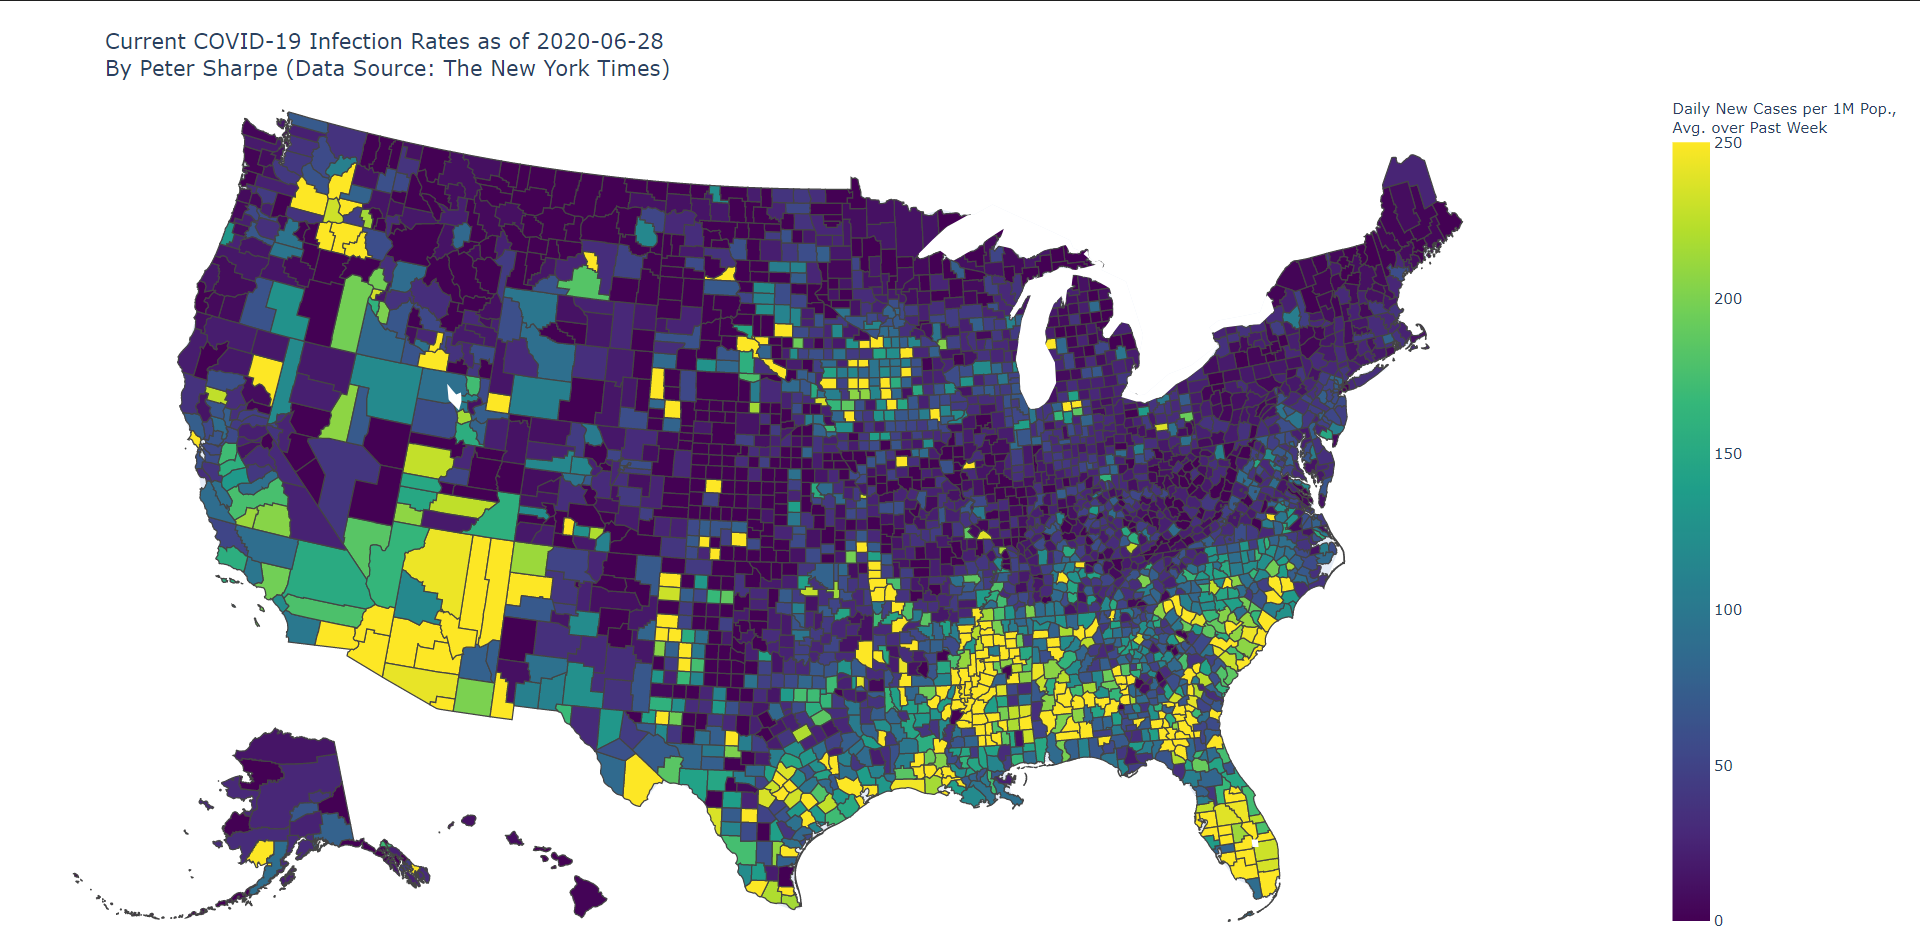 Current COVID-19 Infection Rates as of 2020-06-28
By Peter Sharpe (Data Source: The New York Times)
Daily New Cases per 1M Pop.,
Avg. over Past Week
250
200
150
100
50
0